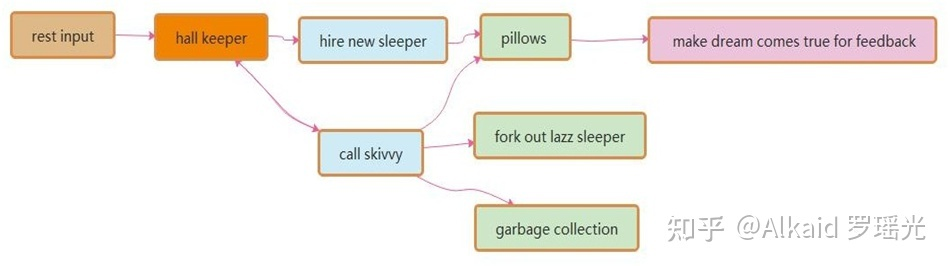 rest input
hall keeper
hire new sleeper
pillows
make dream comes true for feedback
call skivvy
fork out lazz sleeper
garbage collection
知乎 @Alkaid 罗瑶光